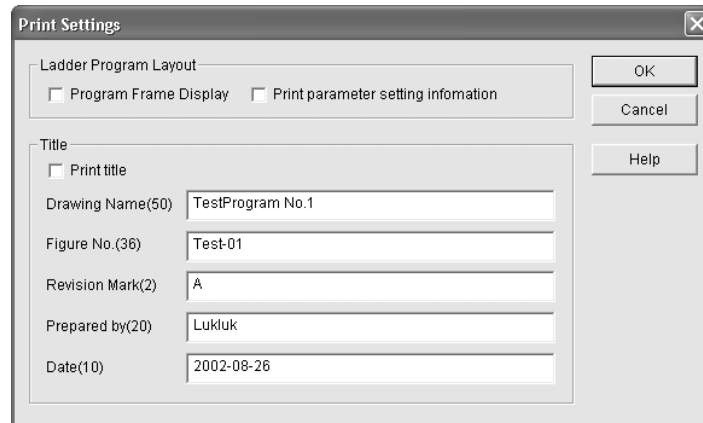 Print Settings
Ladder Program Layout
Program Frame Display Print parameter setting infomation
OK
Cancel
Help
Title
Print title
Drawing Name(50) TestProgram No.1
Figure No.(36) Test-01
Revision Mark(2) A
Prepared by(20) Lukluk
Date(10) 2002-08-26